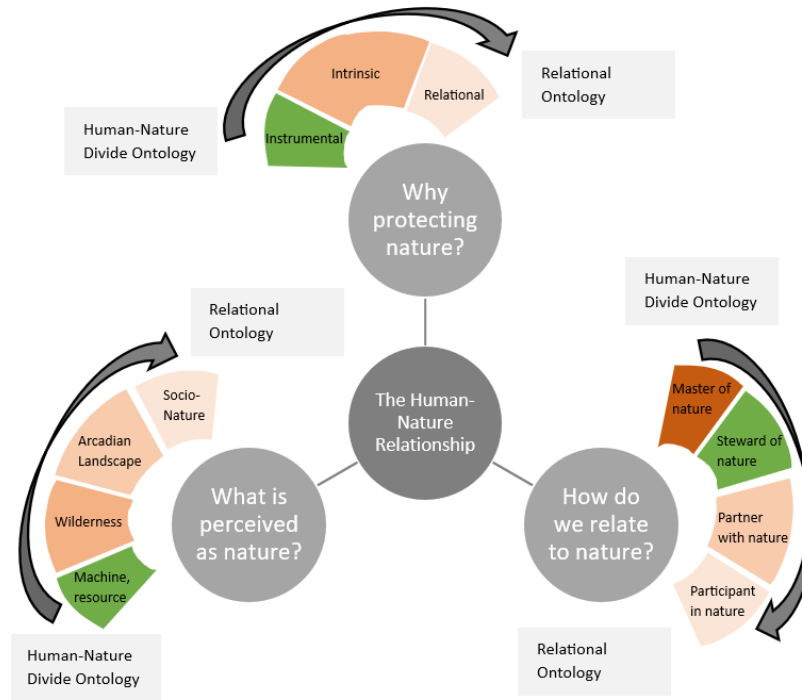 Intrinsic
Relational
Instrumental
Relational
Ontology
Human-Nature
Divide Ontology
Why
protecting
nature?
Human-Nature
Divide Ontology
Relational
Ontology
Socio-
Nature
Arcadian
Landscape
Wilderness
Machine,
resource
The Human-
Nature
Relationship
Master of
nature
Steward of
nature
Partner
with nature
Participant
in nature
What is
perceived
as nature?
How do
we relate
to nature?
Human-Nature
Divide Ontology
Relational
Ontology